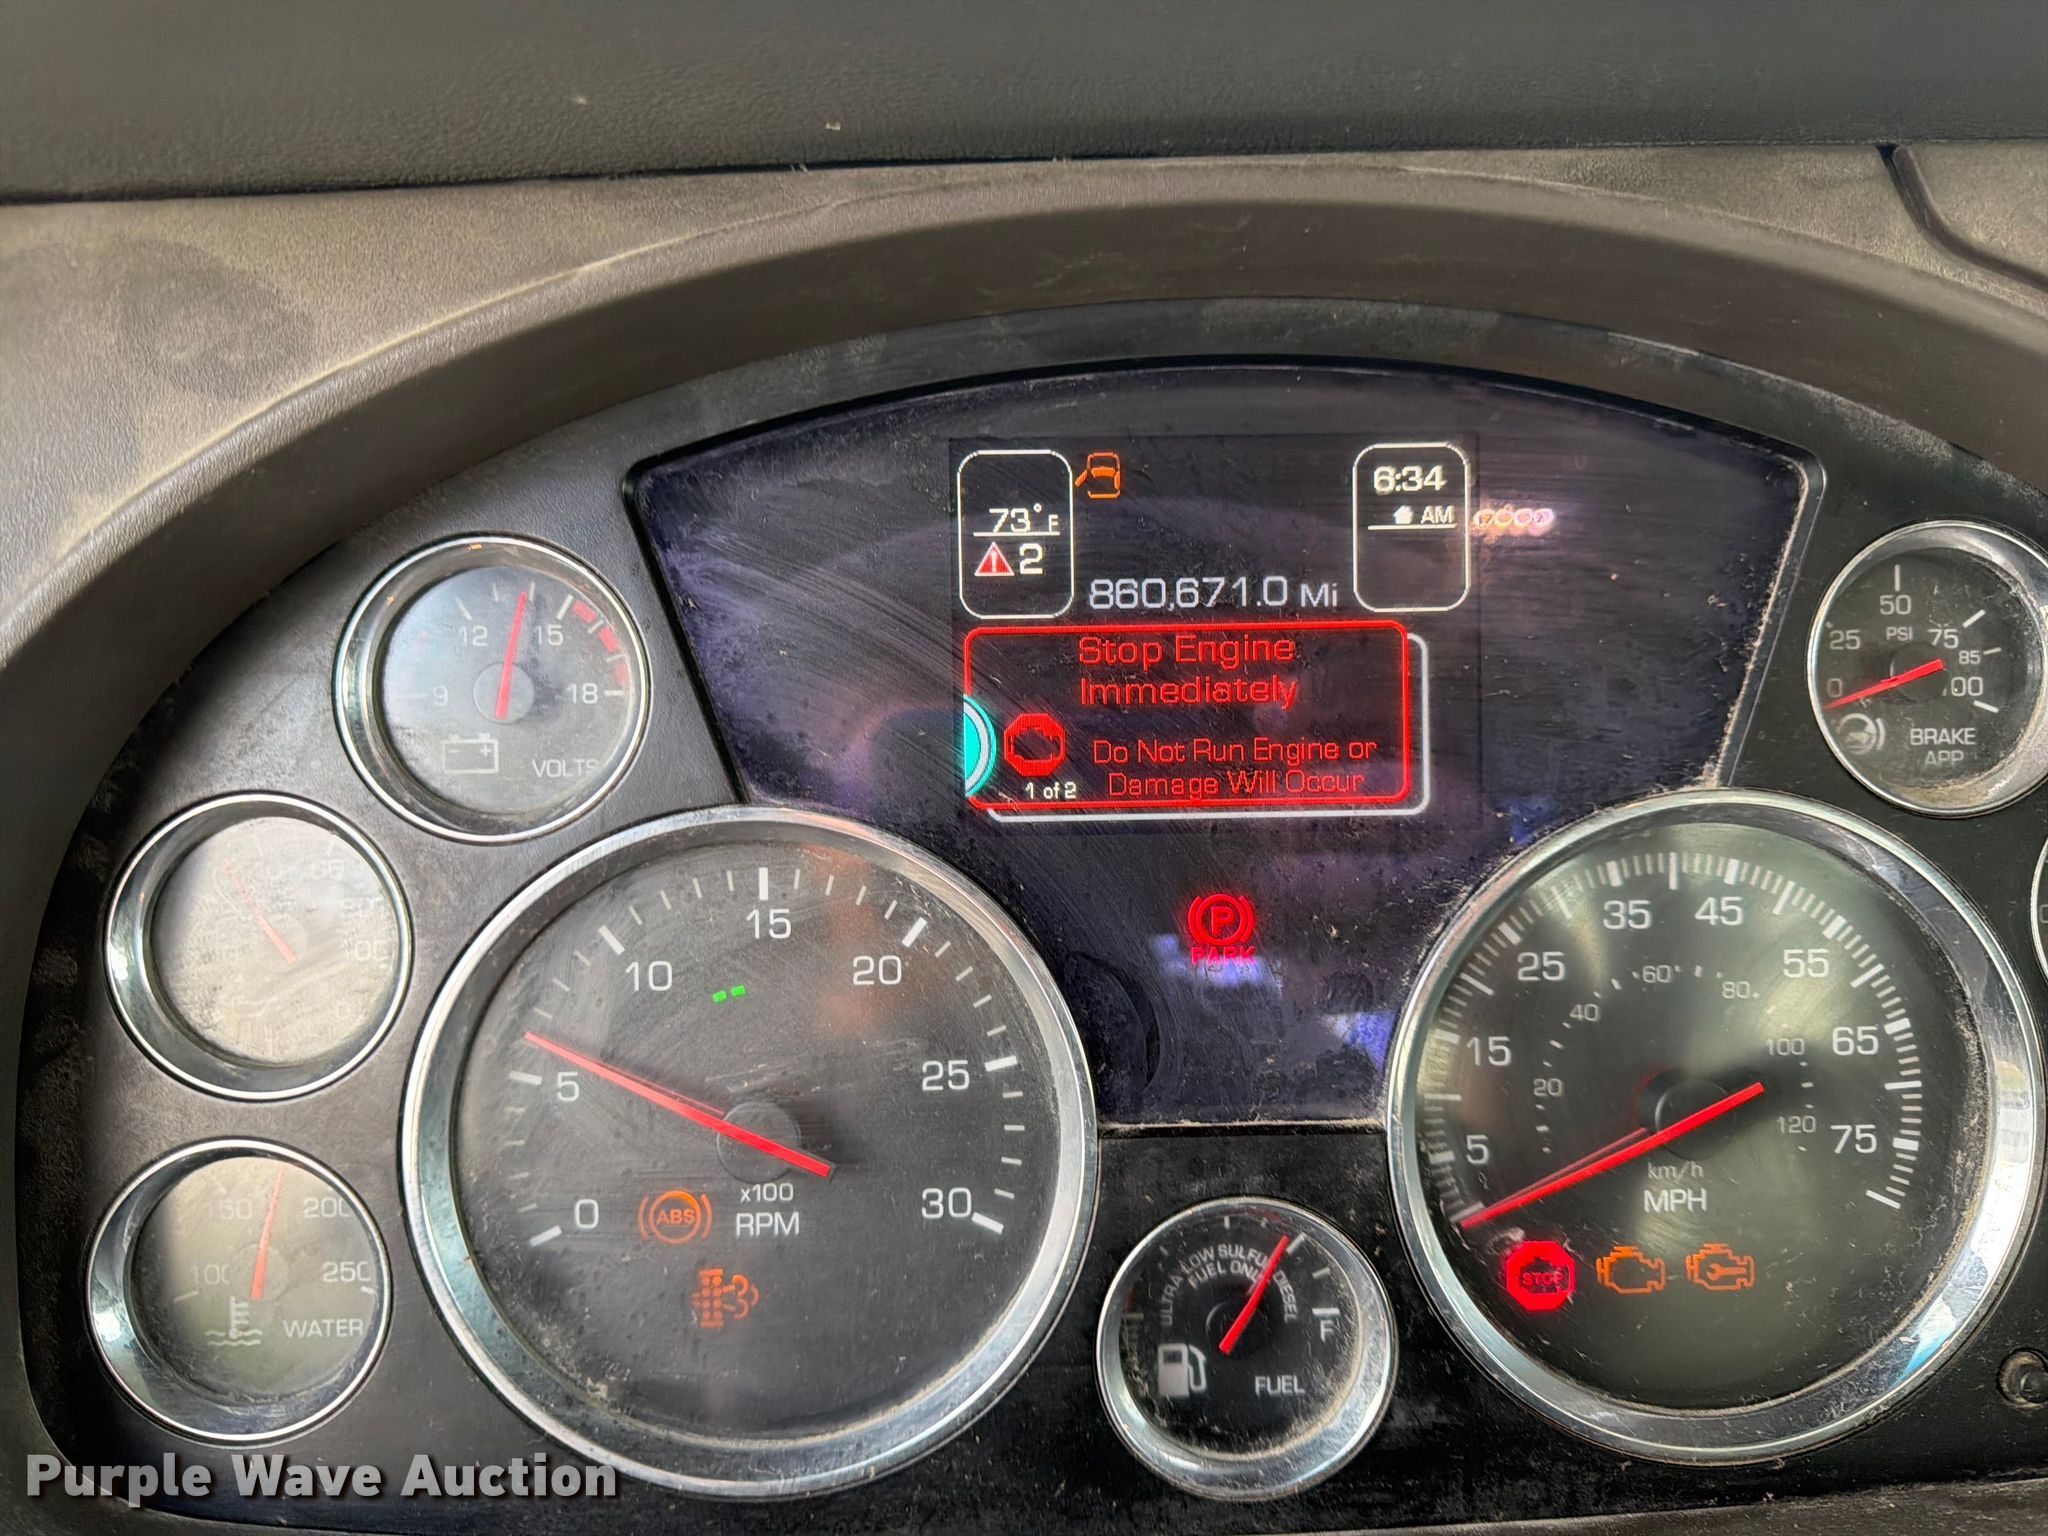 73°F
2
6:34
AM
860,671.0 Mi
Stop Engine
Immediately
Do Not Run Engine or
Damage Will Occur
1 of 2
PARK
9
12
15
18
VOLTS
0
25
50
75
85
100
PSI
BRAKE
APP
100
150
200
250
WATER
0
5
10
15
20
25
30
x100
RPM
ABS
5
15
25
35
45
55
65
75
20
40
60
80
100
120
km/h
MPH
STOP
ULTRA LOW SULFUR DIESEL
FUEL ONLY
F
FUEL
Purple Wave Auction